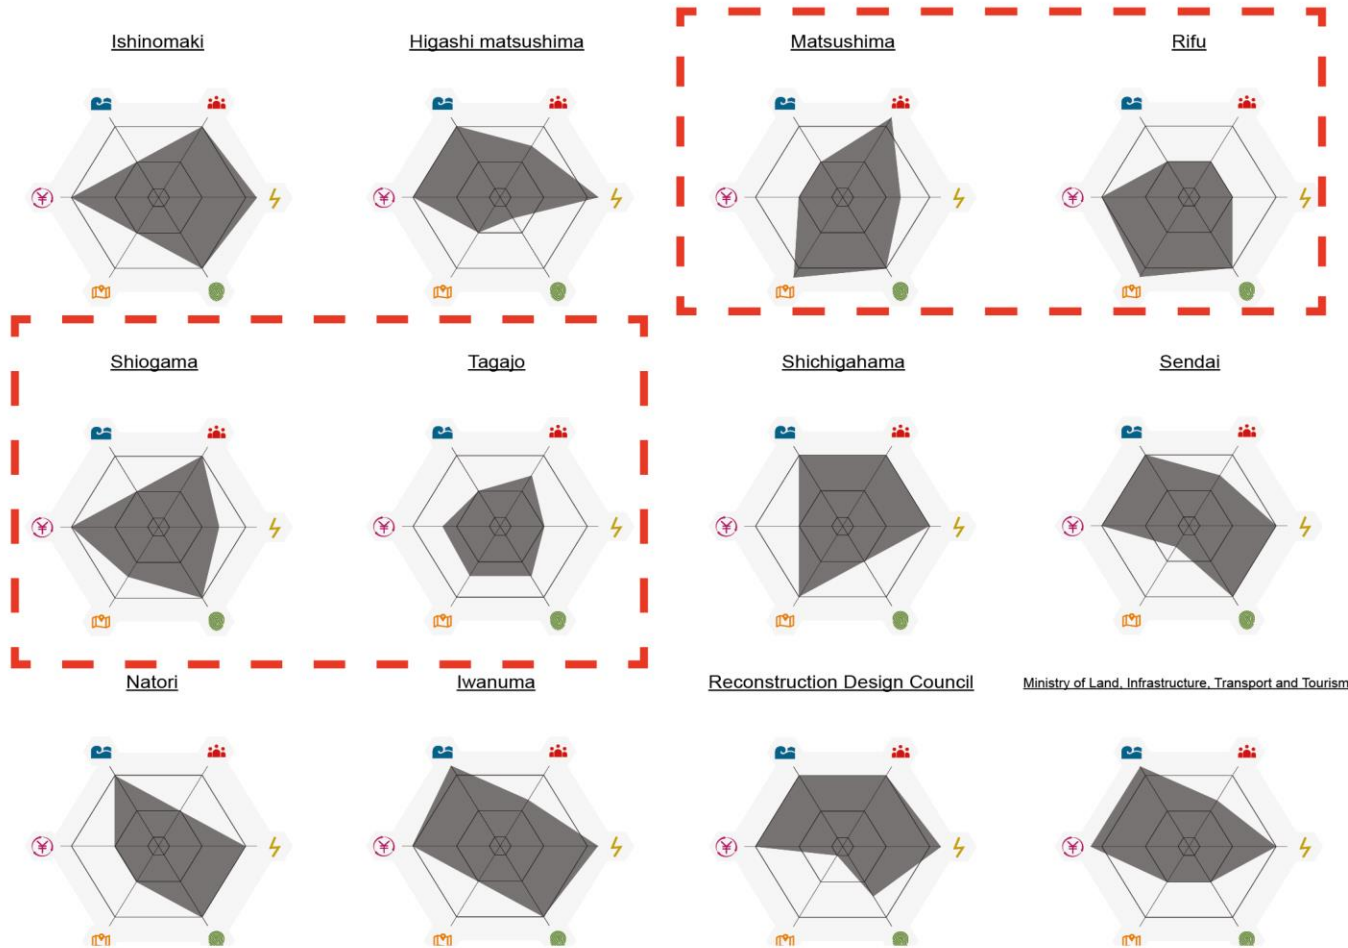 Ishinomaki
Higashi matsushima
Matsushima
Rifu
Shiogama
Tagajo
Shichigahama
Sendai
Natori
Iwanuma
Reconstruction Design Council
Ministry of Land, Infrastructure, Transport and Tourism